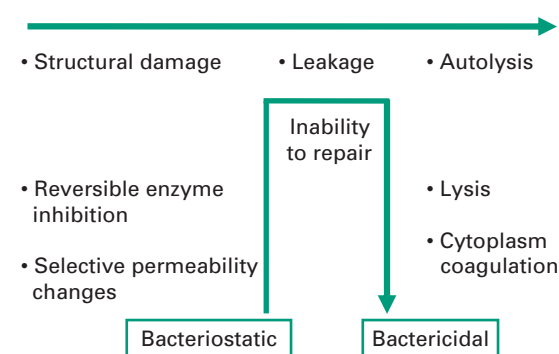 • Structural damage
• Leakage
• Autolysis
Inability
to repair
• Reversible enzyme
inhibition
• Selective permeability
changes
• Lysis
• Cytoplasm
coagulation
Bacteriostatic
Bactericidal